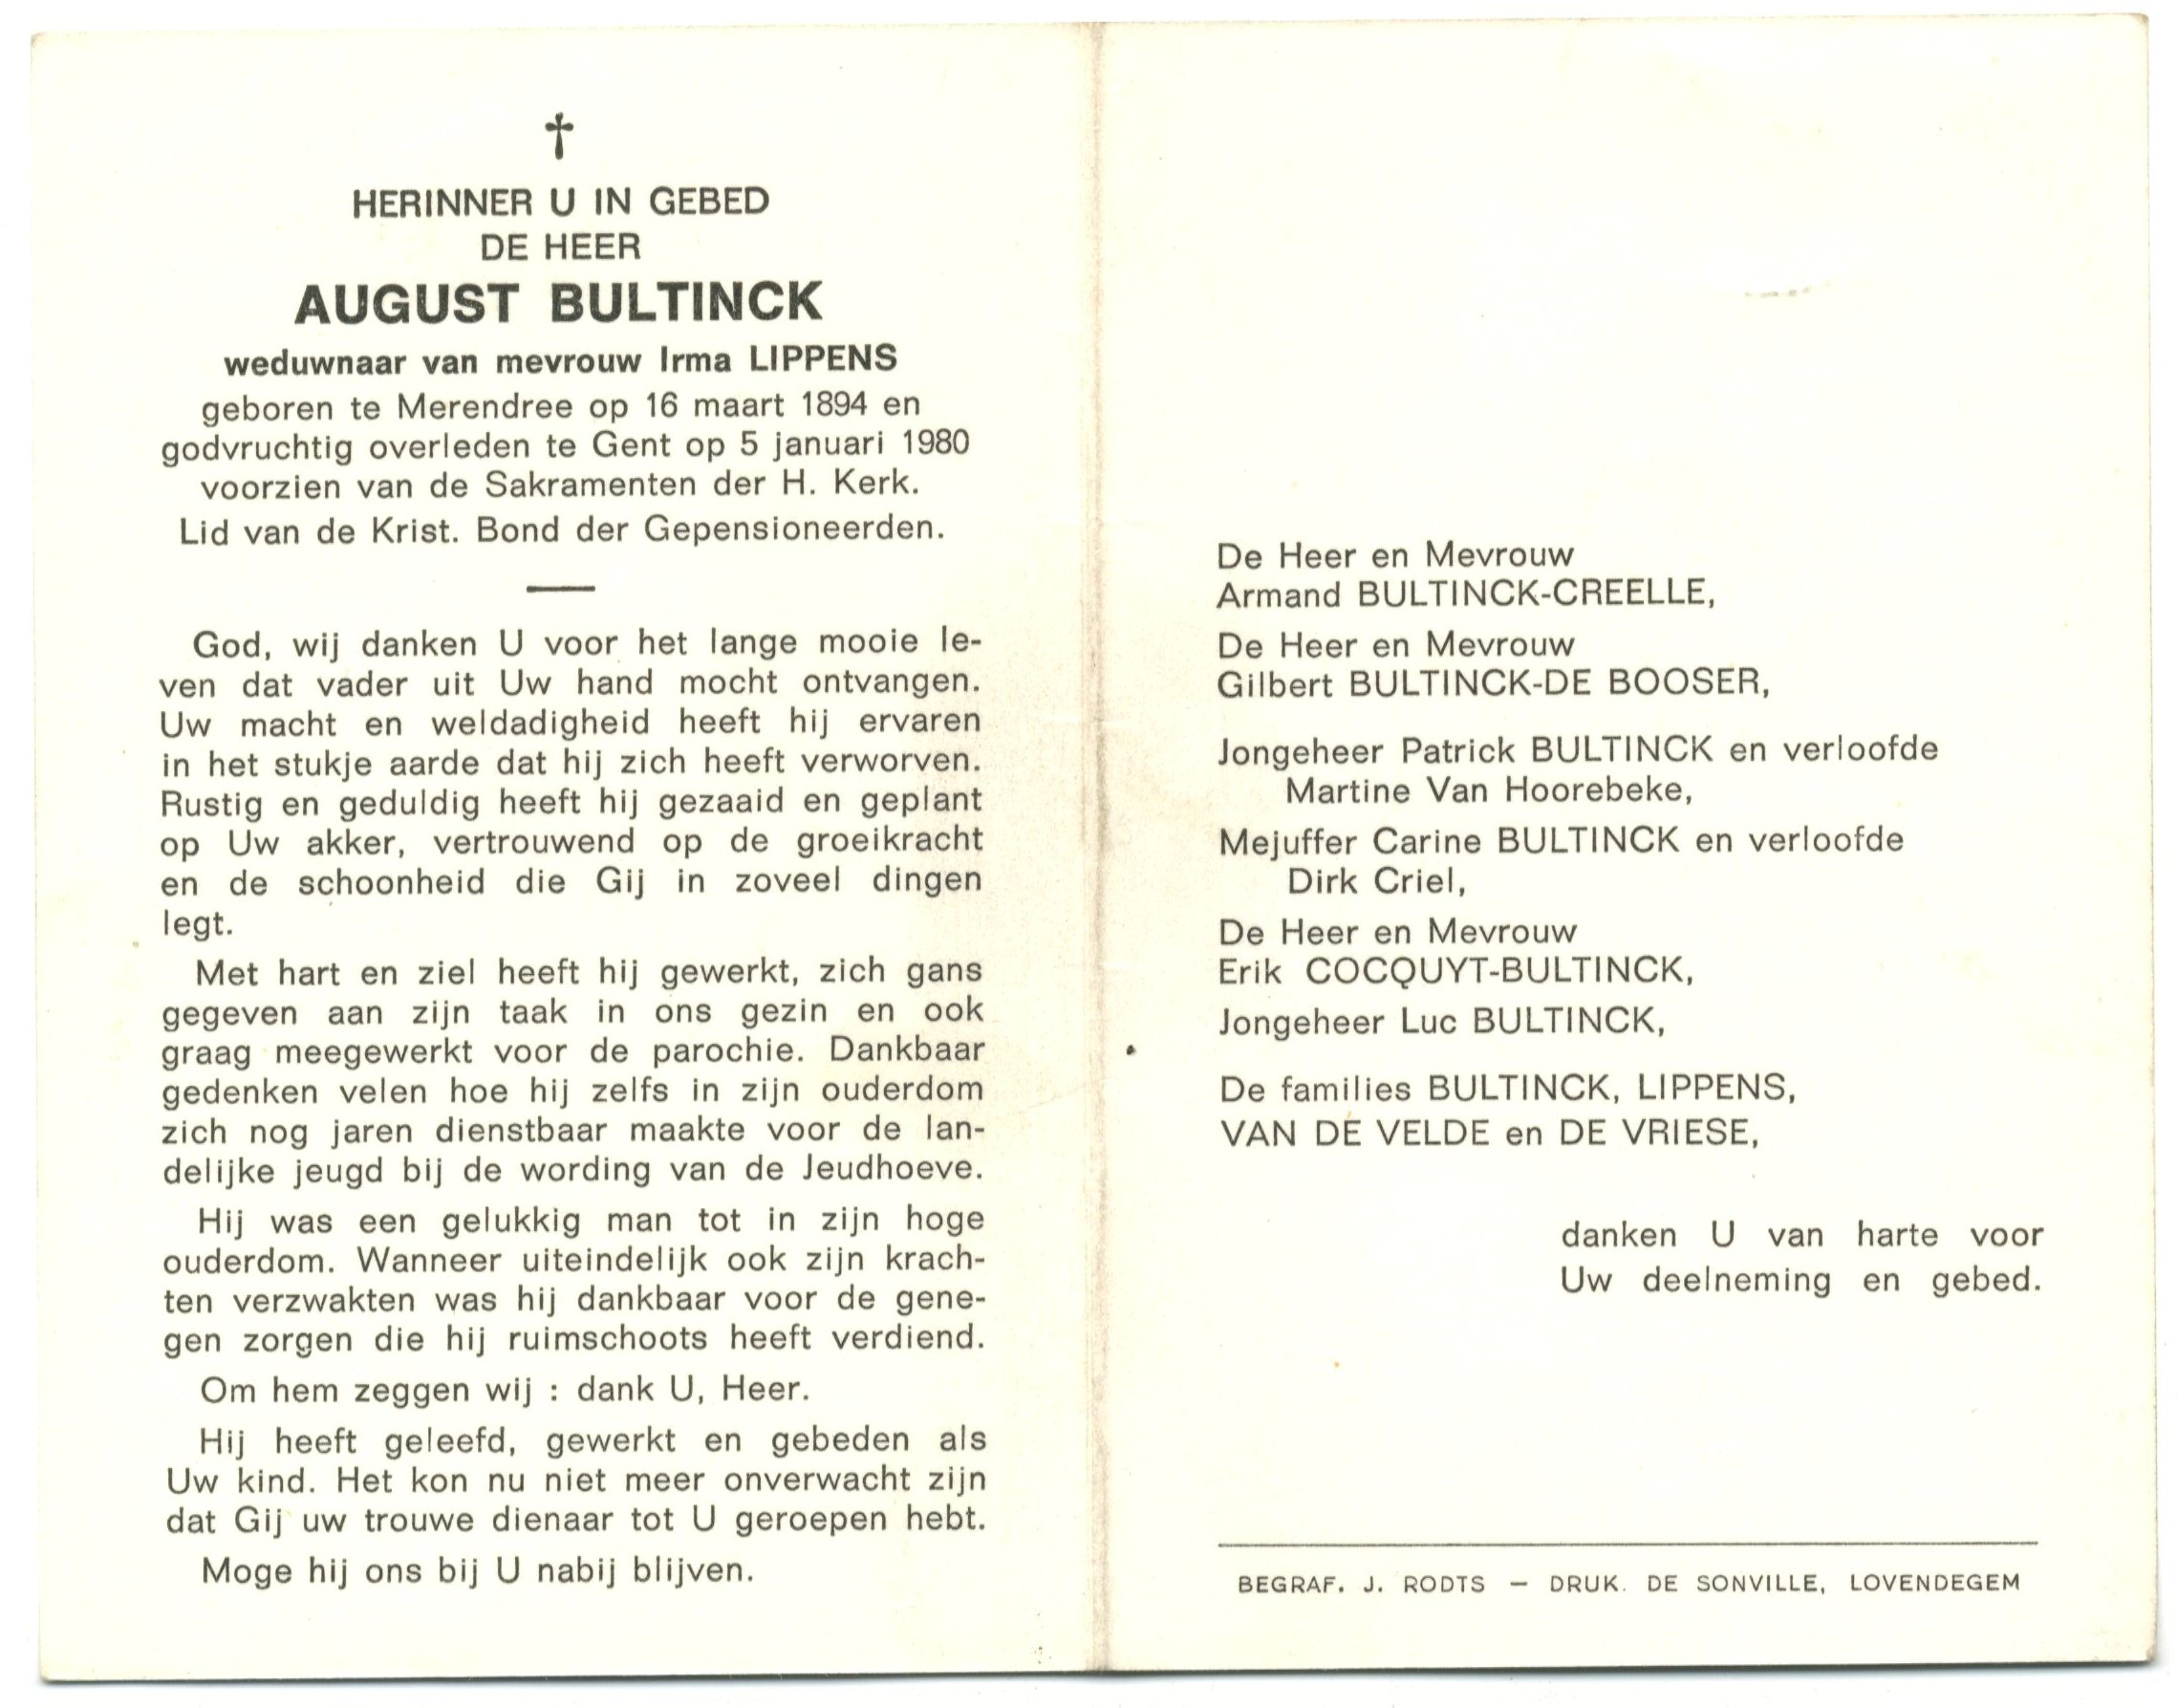 HERINNER U IN GEBED
DE HEER
AUGUST BULTINCK
weduwnaar van mevrouw Irma LIPPENS
geboren te Merendree op 16 maart 1894 en
godvruchtig overleden te Gent op 5 januari 1980
voorzien van de Sakramenten der H. Kerk.
Lid van de Krist. Bond der Gepensioneerden.
God, wij danken U voor het lange mooie le-
ven dat vader uit Uw hand mocht ontvangen.
Uw macht en weldadigheid heeft hij ervaren
in het stukje aarde dat hij zich heeft verworven.
Rustig en geduldig heeft hij gezaaid en geplant
op Uw akker, vertrouwend op de groeikracht
en de schoonheid die Gij in zoveel dingen
legt.
Met hart en ziel heeft hij gewerkt, zich gans
gegeven aan zijn taak in ons gezin en ook
graag meegewerkt voor de parochie. Dankbaar
gedenken velen hoe hij zelfs in zijn ouderdom
zich nog jaren dienstbaar maakte voor de lan-
delijke jeugd bij de wording van de Jeudhoeve.
Hij was een gelukkig man tot in zijn hoge
ouderdom. Wanneer uiteindelijk ook zijn krach-
ten verzwakten was hij dankbaar voor de gene-
gen zorgen die hij ruimschoots heeft verdiend.
Om hem zeggen wij : dank U, Heer.
Hij heeft geleefd, gewerkt en gebeden als
Uw kind. Het kon nu niet meer onverwacht zijn
dat Gij uw trouwe dienaar tot U geroepen hebt.
Moge hij ons bij U nabij blijven.
De Heer en Mevrouw
Armand BULTINCK-CREELLE,
De Heer en Mevrouw
Gilbert BULTINCK-DE BOOSER,
Jongeheer Patrick BULTINCK en verloofde
Martine Van Hoorebeke,
Mejuffer Carine BULTINCK en verloofde
Dirk Criel,
De Heer en Mevrouw
Erik COCQUYT-BULTINCK,
Jongeheer Luc BULTINCK,
De families BULTINCK, LIPPENS,
VAN DE VELDE en DE VRIESE,
danken U van harte voor
Uw deelneming en gebed.
BEGRAF. J. RODTS — DRUK. DE SONVILLE, LOVENDEGEM